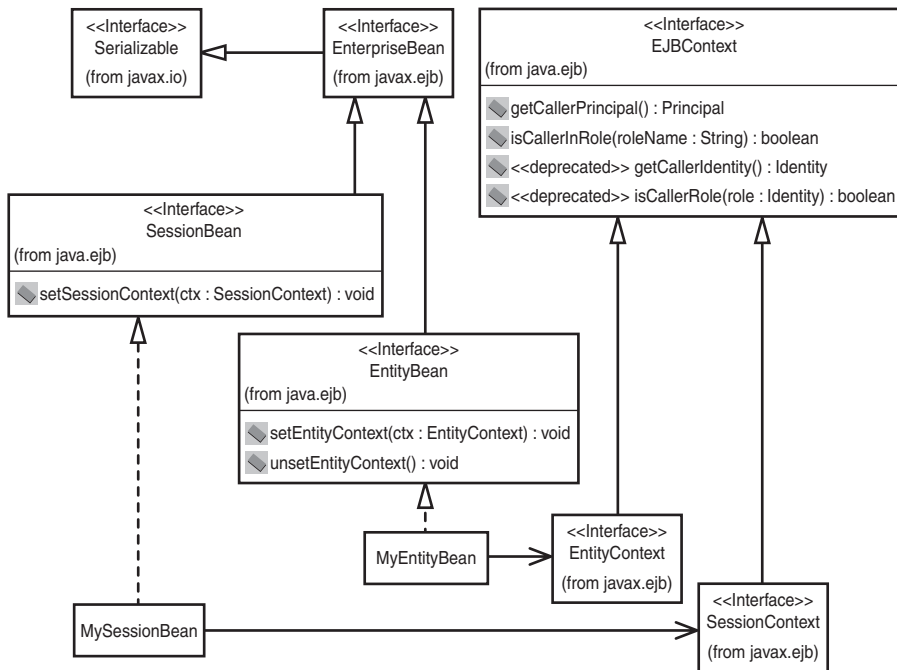 <<Interface>>
Serializable
(from javax.io)
<<Interface>>
EnterpriseBean
(from javax.ejb)
<<Interface>>
EJBContext
(from java.ejb)
getCallerPrincipal() : Principal
isCallerInRole(roleName : String) : boolean
<<deprecated>> getCallerIdentity() : Identity
<<deprecated>> isCallerRole(role : Identity) : boolean
<<Interface>>
SessionBean
(from java.ejb)
setSessionContext(ctx : SessionContext) : void
<<Interface>>
EntityBean
(from java.ejb)
setEntityContext(ctx : EntityContext) : void
unsetEntityContext() : void
MyEntityBean
<<Interface>>
EntityContext
(from javax.ejb)
MySessionBean
<<Interface>>
SessionContext
(from javax.ejb)